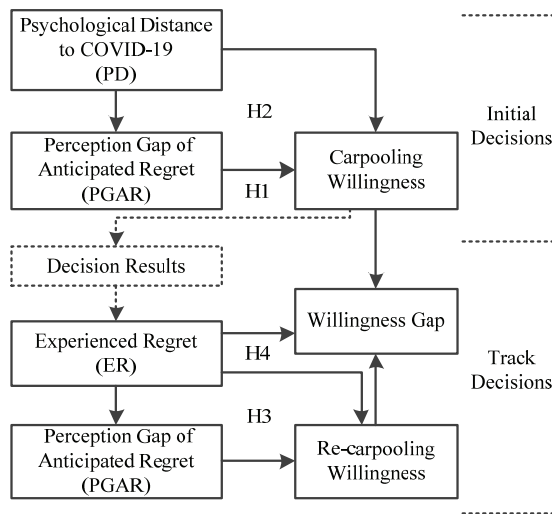 Psychological Distance
to COVID-19
(PD)
H2
Initial
Decisions
Perception Gap of
Anticipated Regret
(PGAR)
H1
Carpooling
Willingness
Decision Results
Willingness Gap
Experienced Regret
(ER)
H4
Track
Decisions
H3
Perception Gap of
Anticipated Regret
(PGAR)
Re-carpooling
Willingness